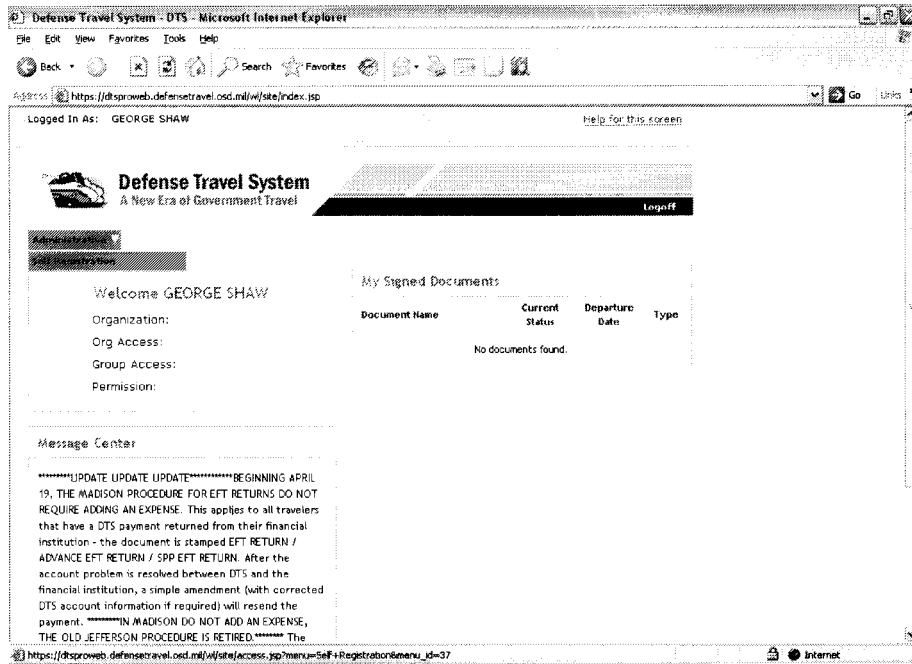 Defense Travel System - DTS - Microsoft Internet Explorer
File Edit View Favorites Tools Help
Back Search Favorites
Address https://dtsproweb.defensetravel.osd.mil/wl/site/index.jsp Go Links
Logged In As: GEORGE SHAW Help for this screen
Defense Travel System
A New Era of Government Travel
Logoff
Administrative
Self Registration
Welcome GEORGE SHAW
Organization:
Org Access:
Group Access:
Permission:
My Signed Documents
Document Name Current Status Departure Date Type
No documents found.
Message Center
*********UPDATE UPDATE UPDATE************BEGINNING APRIL
19, THE MADISON PROCEDURE FOR EFT RETURNS DO NOT
REQUIRE ADDING AN EXPENSE. This applies to all travelers
that have a DTS payment returned from their financial
institution - the document is stamped EFT RETURN /
ADVANCE EFT RETURN / SPP EFT RETURN. After the
account problem is resolved between DTS and the
financial institution, a simple amendment (with corrected
DTS account information if required) will resend the
payment. *********IN MADISON DO NOT ADD AN EXPENSE,
THE OLD JEFFERSON PROCEDURE IS RETIRED.******** The
https://dtsproweb.defensetravel.osd.mil/wl/site/access.jsp?menu=Self+Registration&menu_id=37 Internet